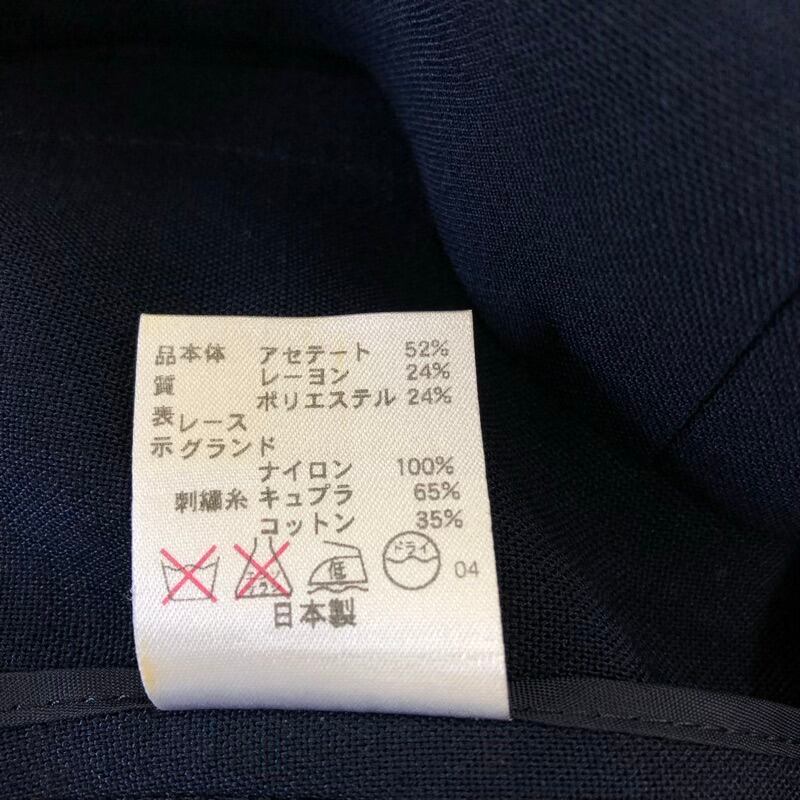 品質表示
本体 アセテート 52%
レーヨン 24%
ポリエステル 24%
レース
グランド
ナイロン 100%
刺繍糸 キュプラ 65%
コットン 35%
低 ドライ 04
日本製